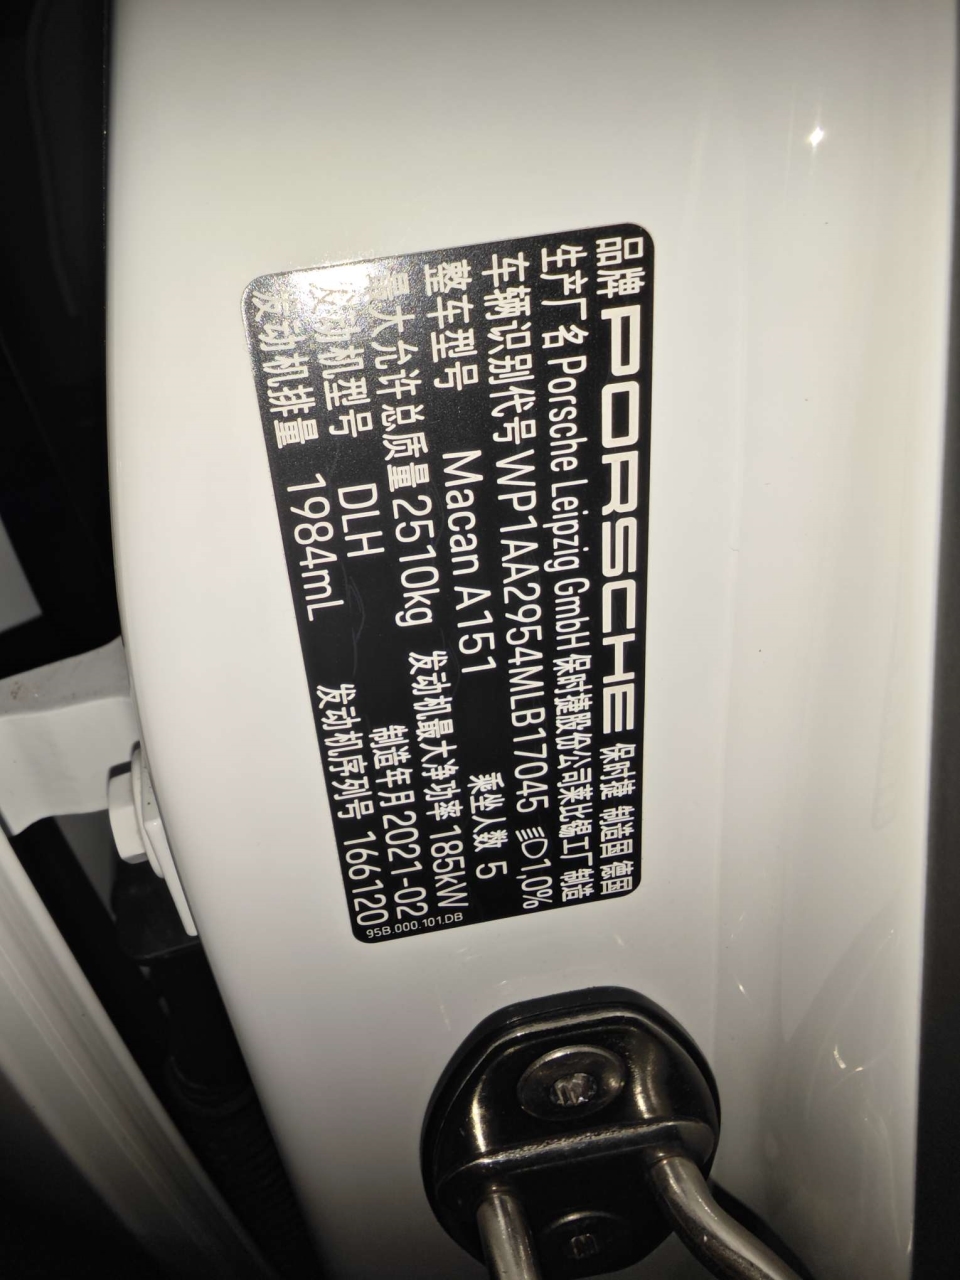 品牌 PORSCHE 保时捷 制造国 德国
生产厂名 Porsche Leipzig GmbH 保时捷股份公司莱比锡工厂制造
车辆识别代号 WP1AA2954MLB17045 1,0%
整车型号 Macan A151 乘坐人数 5
最大允许总质量 2510kg 发动机最大净功率 185kW
发动机型号 DLH 制造年月 2021-02
发动机排量 1984mL 发动机序列号 166120
95B.000.101.DB